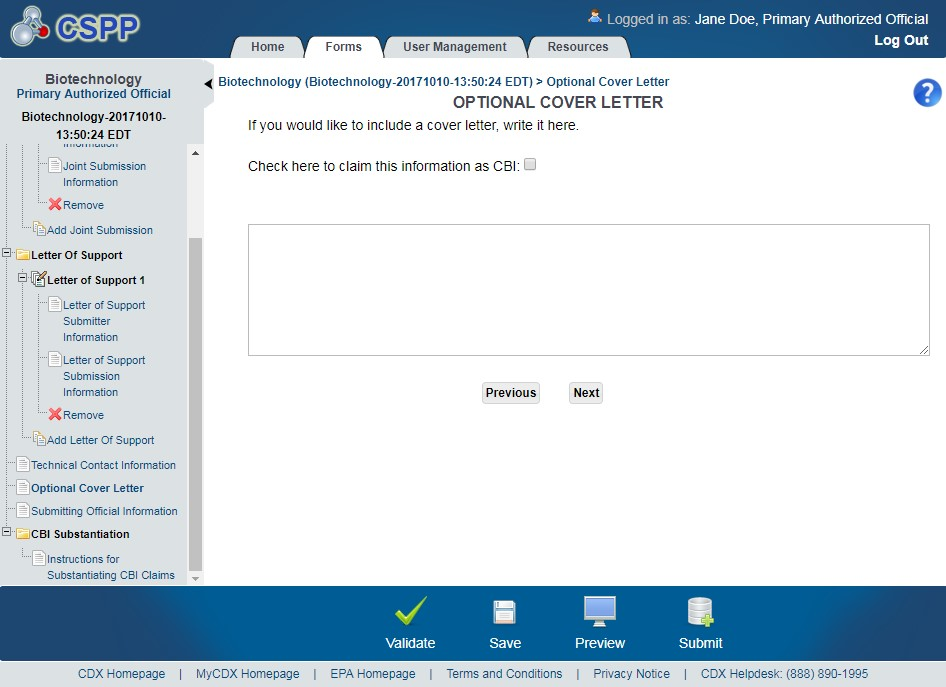 CSPP
Logged in as: Jane Doe, Primary Authorized Official
Log Out
Home
Forms
User Management
Resources
Biotechnology
Primary Authorized Official
Biotechnology-20171010-
13:50:24 EDT
Information
Joint Submission
Information
Remove
Add Joint Submission
Letter Of Support
Letter of Support 1
Letter of Support
Submitter
Information
Letter of Support
Submission
Information
Remove
Add Letter Of Support
Technical Contact Information
Optional Cover Letter
Submitting Official Information
CBI Substantiation
Instructions for
Substantiating CBI Claims
Biotechnology (Biotechnology-20171010-13:50:24 EDT) > Optional Cover Letter
OPTIONAL COVER LETTER
?
If you would like to include a cover letter, write it here.
Check here to claim this information as CBI:
Previous
Next
Validate
Save
Preview
Submit
CDX Homepage | MyCDX Homepage | EPA Homepage | Terms and Conditions | Privacy Notice | CDX Helpdesk: (888) 890-1995